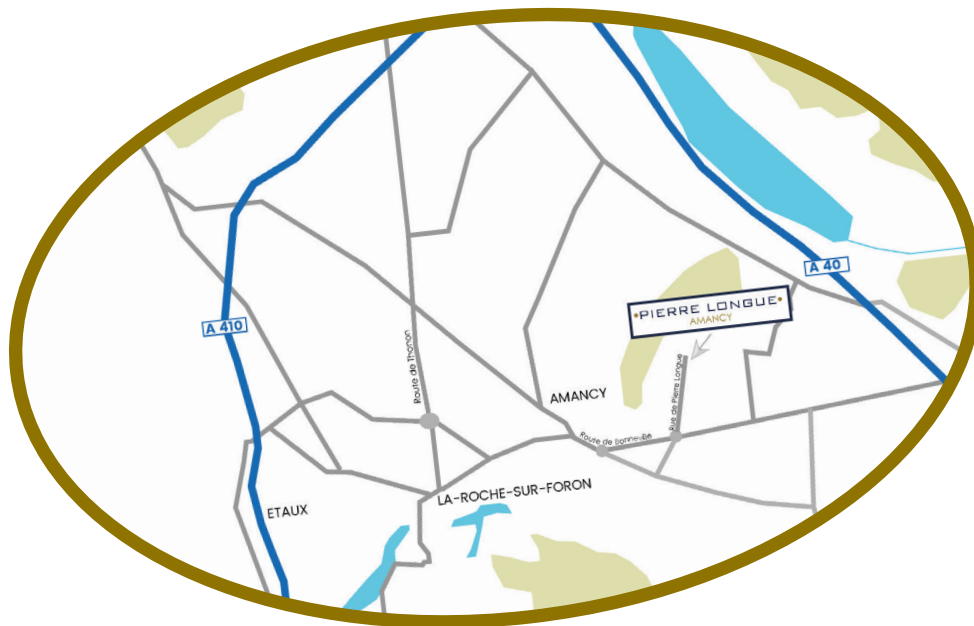 A 40
A 410
PIERRE LONGUE
AMANCY
Route de Thonon
Rue de Pierre Longue
AMANCY
Route de Bonneville
LA-ROCHE-SUR-FORON
ETAUX